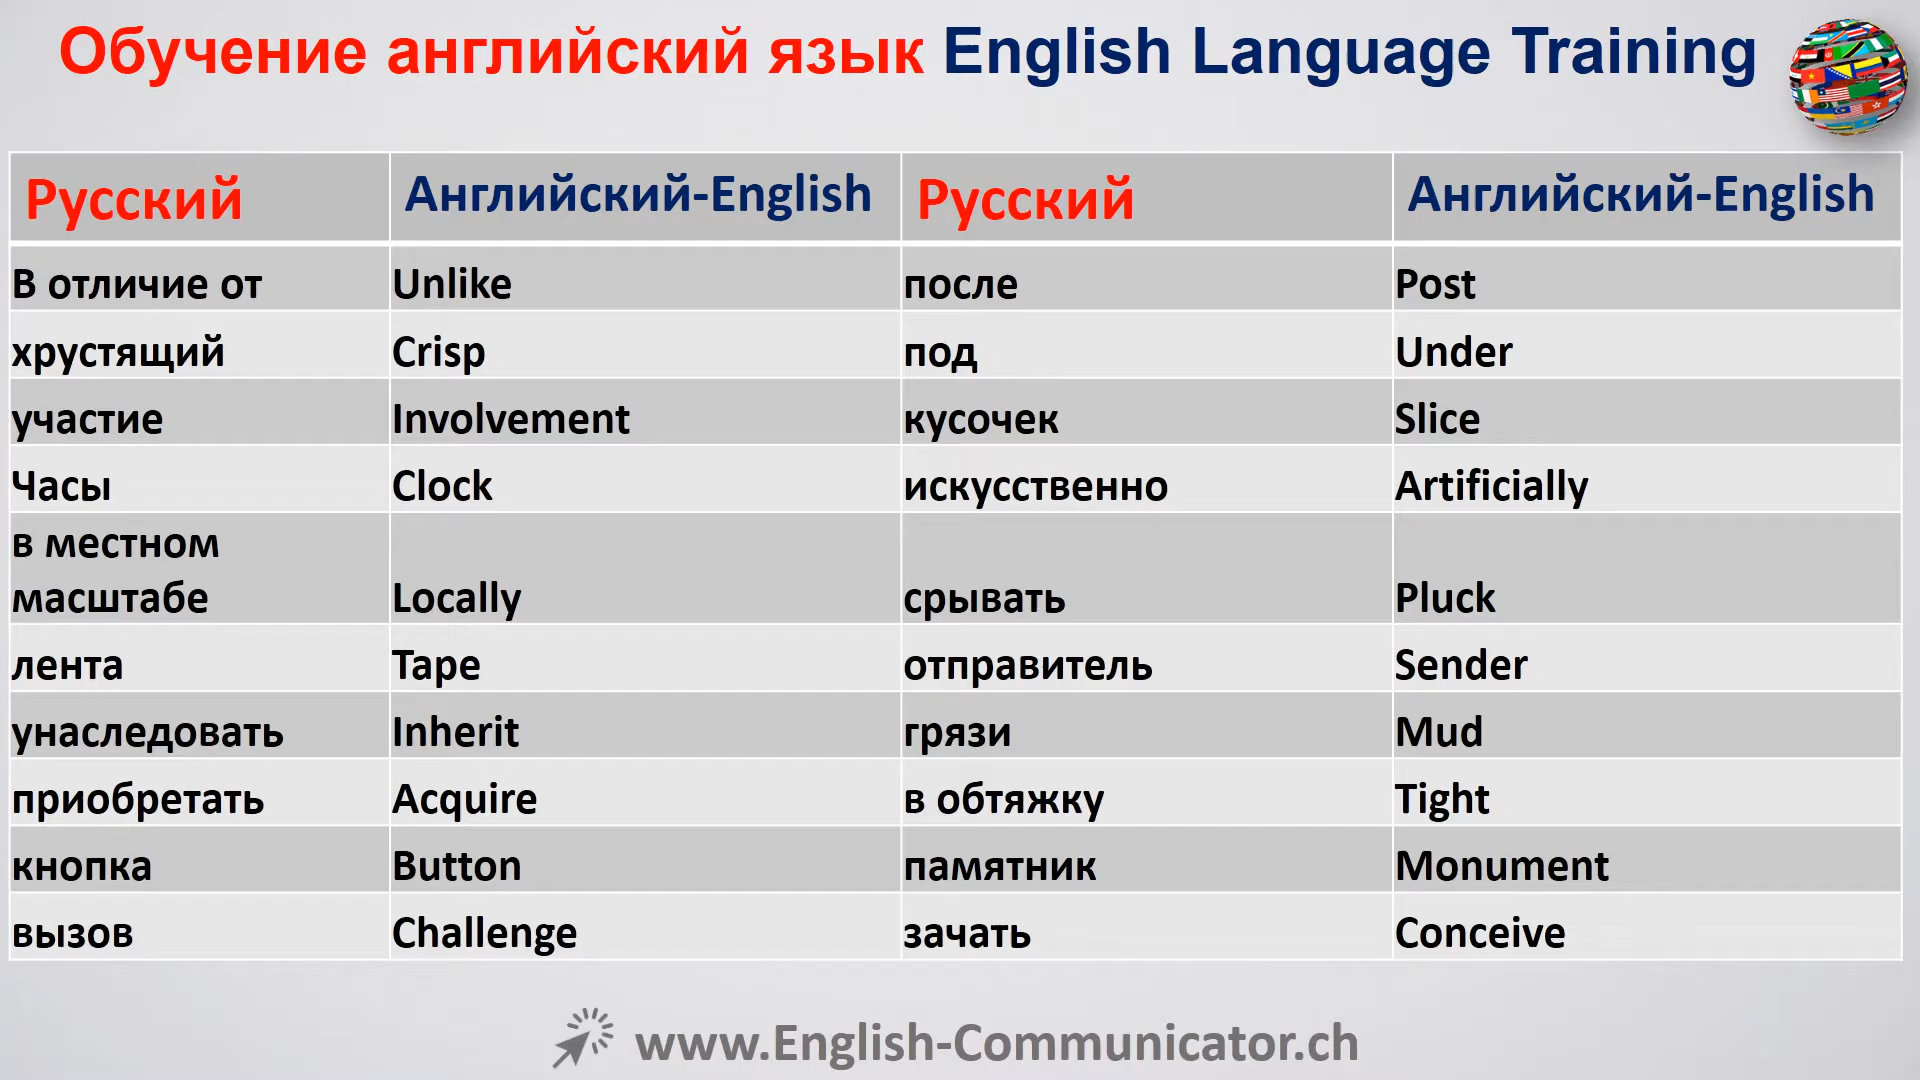 Обучение английский язык English Language Training
Русский Английский-English Русский Английский-English
В отличие от Unlike после Post
хрустящий Crisp под Under
участие Involvement кусочек Slice
Часы Clock искусственно Artificially
в местном
масштабе Locally срывать Pluck
лента Tape отправитель Sender
унаследовать Inherit грязи Mud
приобретать Acquire в обтяжку Tight
кнопка Button памятник Monument
вызов Challenge зачать Conceive
www.English-Communicator.ch